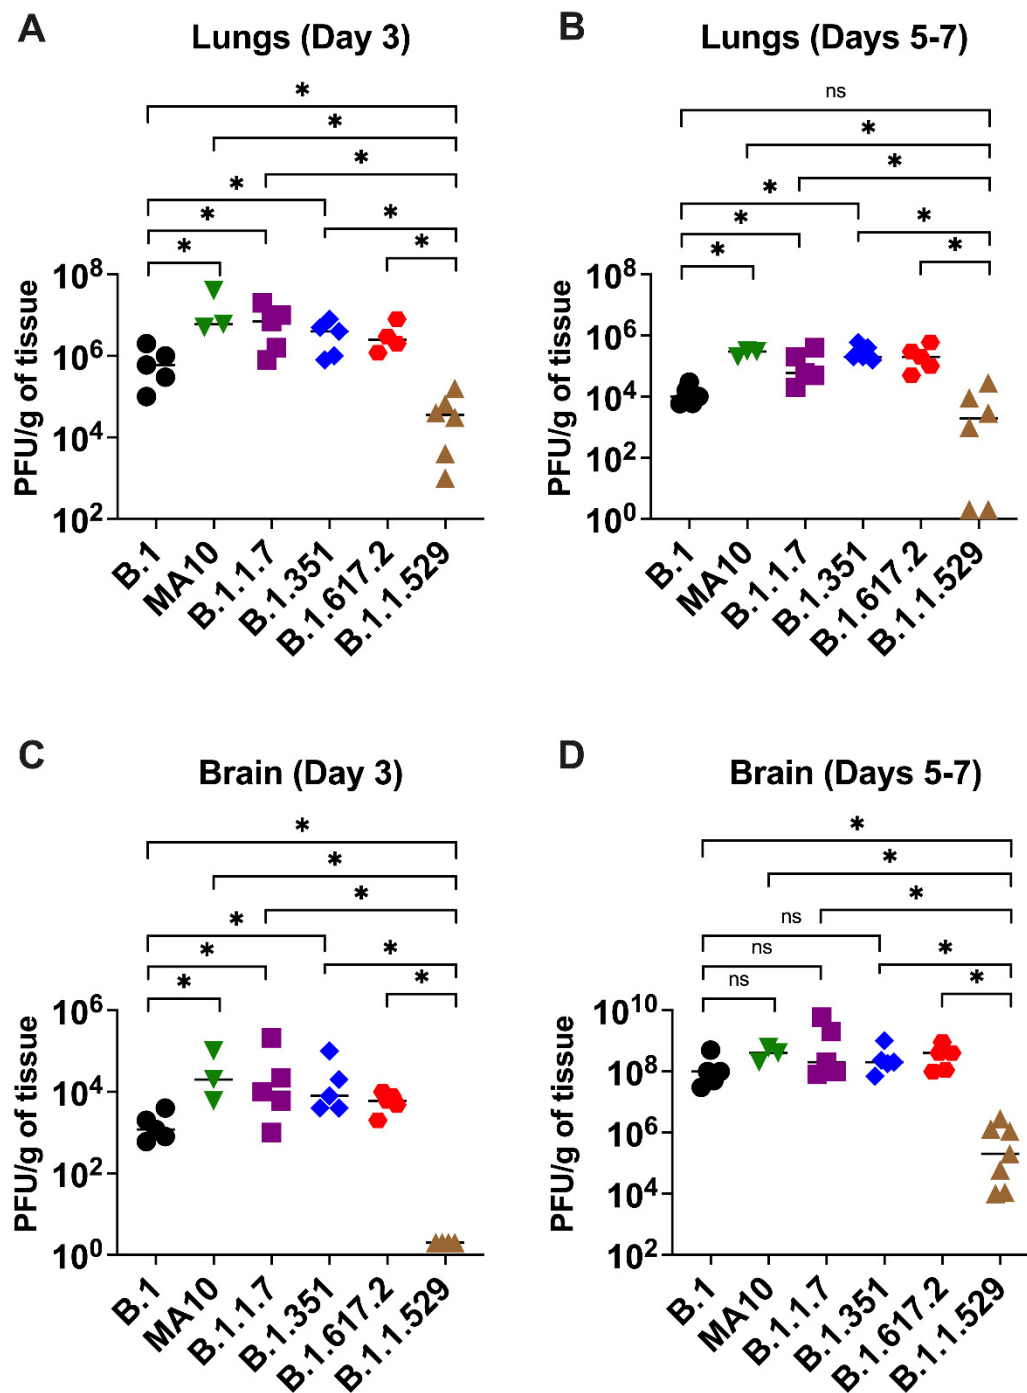 A
Lungs (Day 3)
*
*
*
*
*
*
*
*
PFU/g of tissue
10⁸
10⁶
10⁴
10²
B.1
MA10
B.1.1.7
B.1.351
B.1.617.2
B.1.1.529
B
Lungs (Days 5-7)
ns
*
*
*
*
*
*
*
PFU/g of tissue
10⁸
10⁶
10⁴
10²
10⁰
B.1
MA10
B.1.1.7
B.1.351
B.1.617.2
B.1.1.529
C
Brain (Day 3)
*
*
*
*
*
*
*
*
PFU/g of tissue
10⁶
10⁴
10²
10⁰
B.1
MA10
B.1.1.7
B.1.351
B.1.617.2
B.1.1.529
D
Brain (Days 5-7)
*
*
*
ns
ns
*
ns
*
PFU/g of tissue
10¹⁰
10⁸
10⁶
10⁴
10²
B.1
MA10
B.1.1.7
B.1.351
B.1.617.2
B.1.1.529